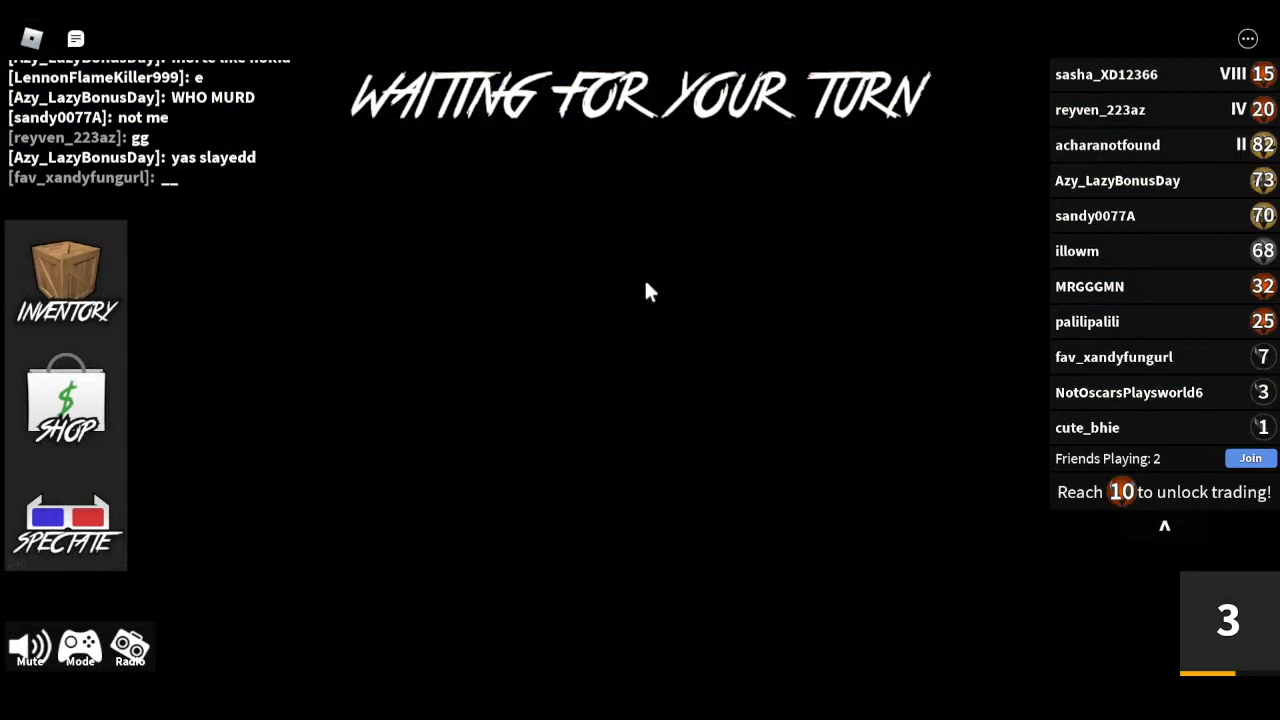 [LennonFlameKiller999]: e
[Azy_LazyBonusDay]: WHO MURD
[sandy0077A]: not me
[reyven_223az]: gg
[Azy_LazyBonusDay]: yas slayedd
[fav_xandyfungurl]: __
WAITING FOR YOUR TURN
INVENTORY
$
SHOP
SPECTATE
Mute Mode Radio
sasha_XD12366 VIII 15
reyven_223az IV 20
acharanotfound II 82
Azy_LazyBonusDay 73
sandy0077A 70
illowm 68
MRGGGMN 32
palilipalili 25
fav_xandyfungurl 7
NotOscarsPlaysworld6 3
cute_bhie 1
Friends Playing: 2 Join
Reach 10 to unlock trading!
3